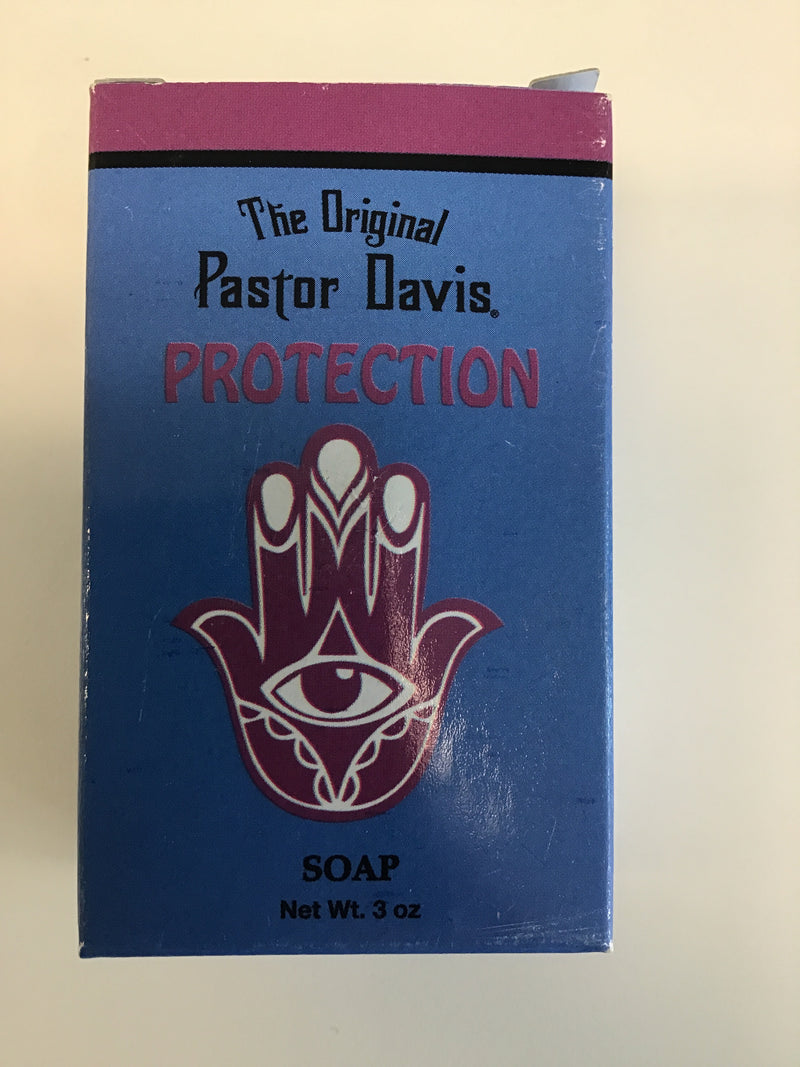 The Original
Pastor Davis®
PROTECTION
SOAP
Net Wt. 3 oz